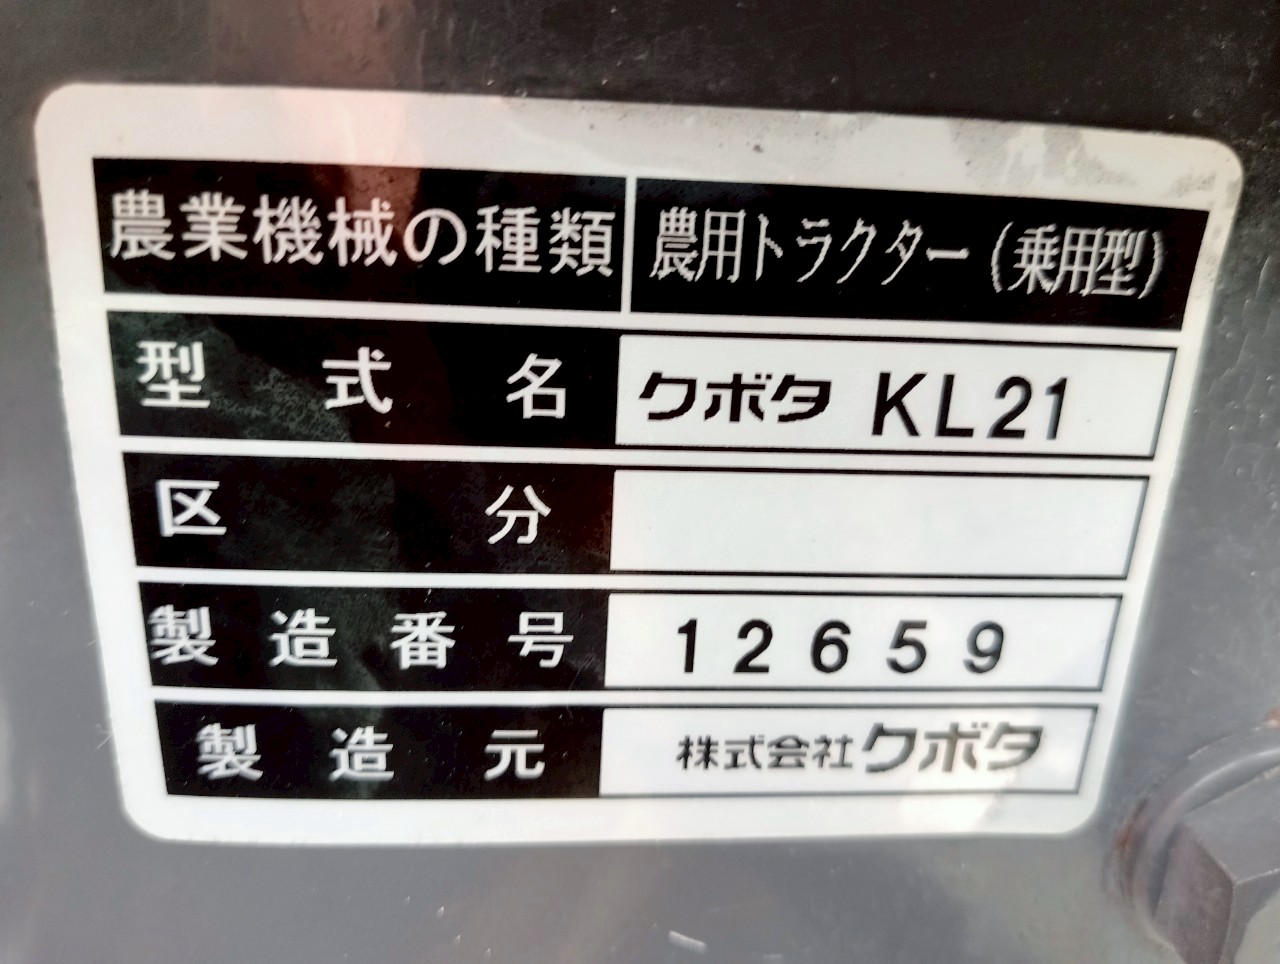 農業機械の種類 農用トラクター(乗用型)
型式名 クボタ KL21
区分
製造番号 12659
製造元 株式会社クボタ